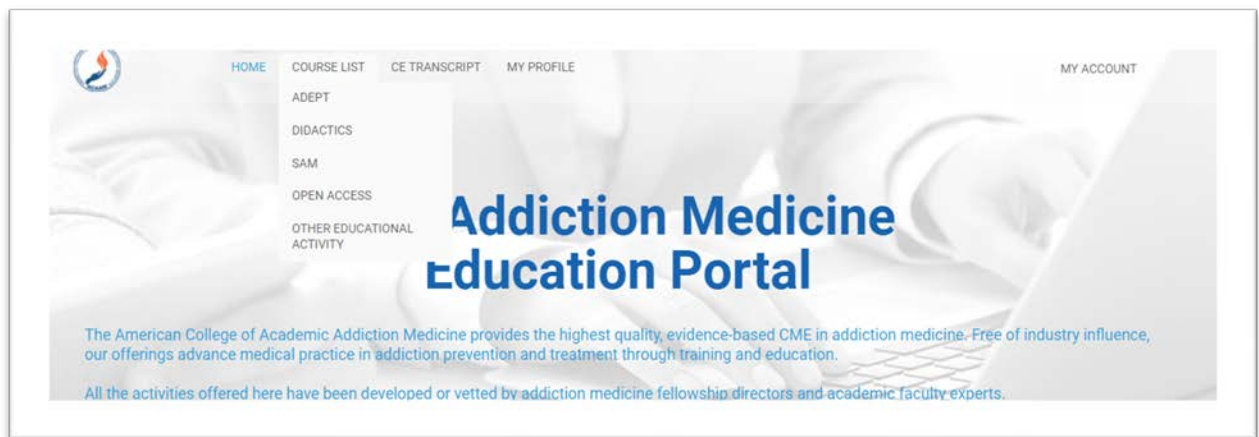 HOME COURSE LIST CE TRANSCRIPT MY PROFILE MY ACCOUNT
ADEPT
DIDACTICS
SAM
OPEN ACCESS
OTHER EDUCATIONAL
ACTIVITY
Addiction Medicine
Education Portal
The American College of Academic Addiction Medicine provides the highest quality, evidence-based CME in addiction medicine. Free of industry influence,
our offerings advance medical practice in addiction prevention and treatment through training and education.
All the activities offered here have been developed or vetted by addiction medicine fellowship directors and academic faculty experts.